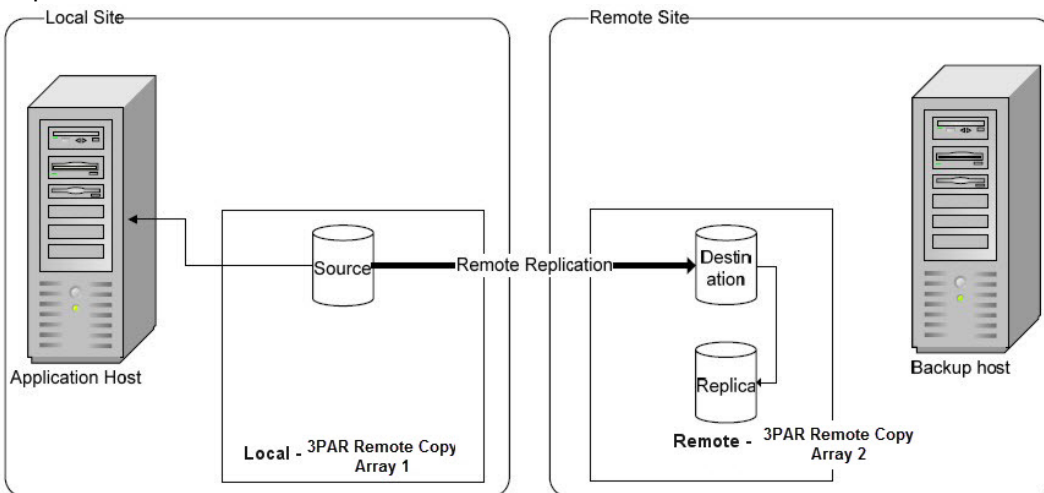 Local Site
Remote Site
Source
Remote Replication
Destin
ation
Application Host
Replica
Backup host
Local - 3PAR Remote Copy
Array 1
Remote - 3PAR Remote Copy
Array 2